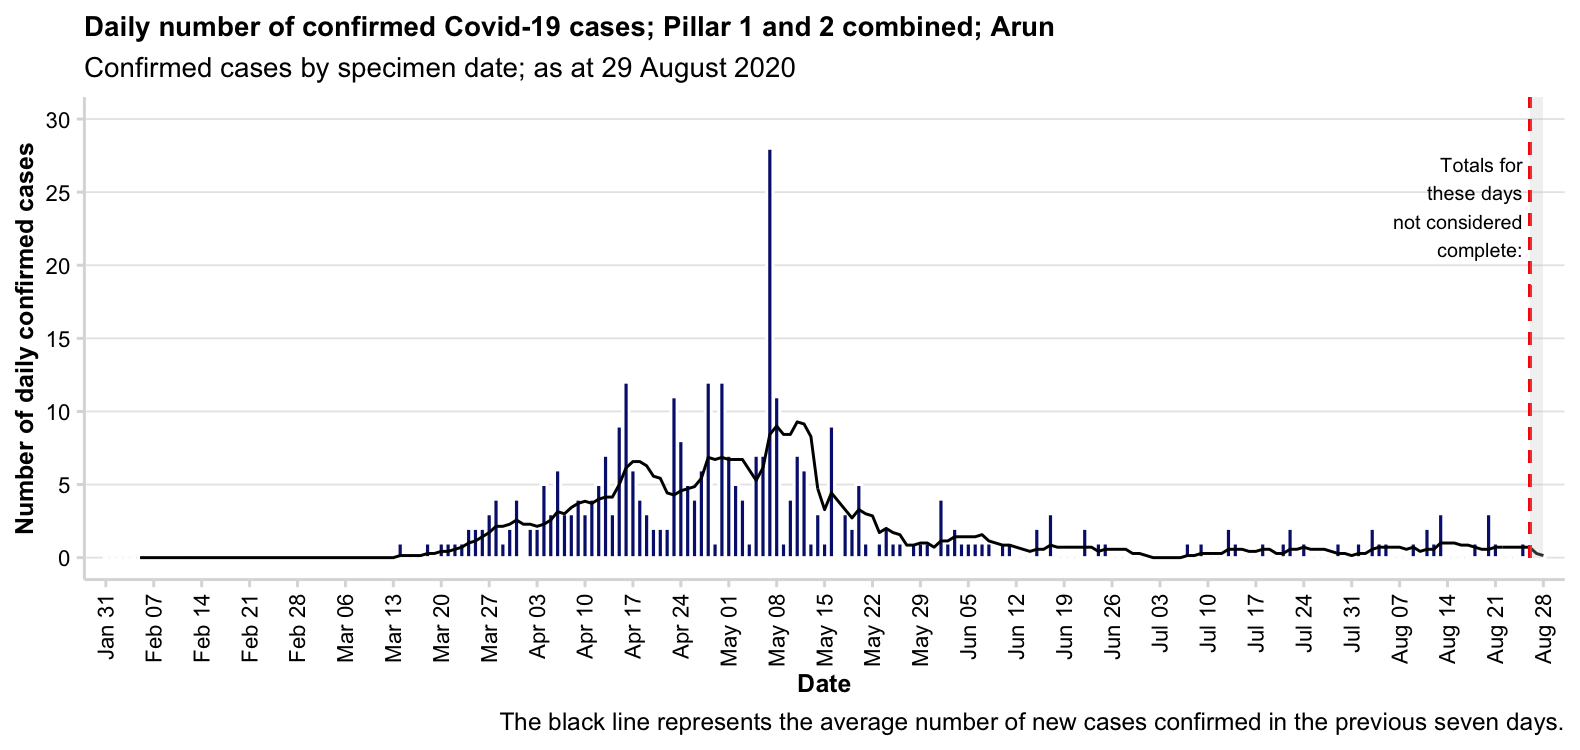 Daily number of confirmed Covid-19 cases; Pillar 1 and 2 combined; Arun
Confirmed cases by specimen date; as at 29 August 2020
Number of daily confirmed cases
30
25
20
15
10
5
0
Totals for
these days
not considered
complete:
Jan 31
Feb 07
Feb 14
Feb 21
Feb 28
Mar 06
Mar 13
Mar 20
Mar 27
Apr 03
Apr 10
Apr 17
Apr 24
May 01
May 08
May 15
May 22
May 29
Jun 05
Jun 12
Jun 19
Jun 26
Jul 03
Jul 10
Jul 17
Jul 24
Jul 31
Aug 07
Aug 14
Aug 21
Aug 28
Date
The black line represents the average number of new cases confirmed in the previous seven days.